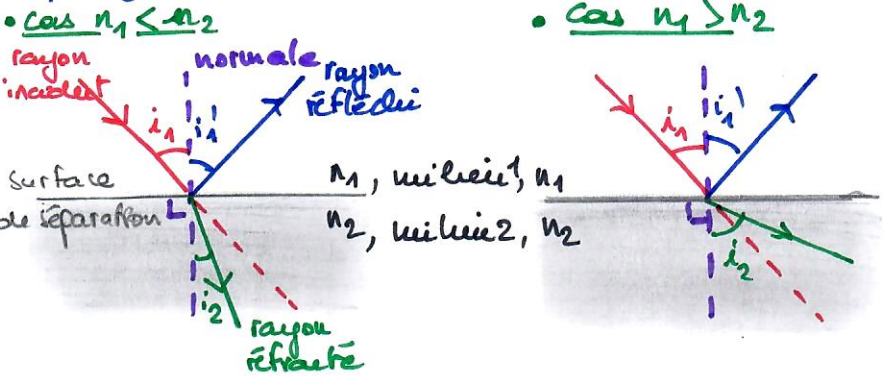 • cas n₁ < n₂
rayon
incident
normale
rayon
réfléchi
i₁
i₁'
surface
de séparation
n₁, milieu 1, n₁
n₂, milieu 2, n₂
i₂
rayon
réfracté
• cas n₁ > n₂
i₁
i₁'
i₂